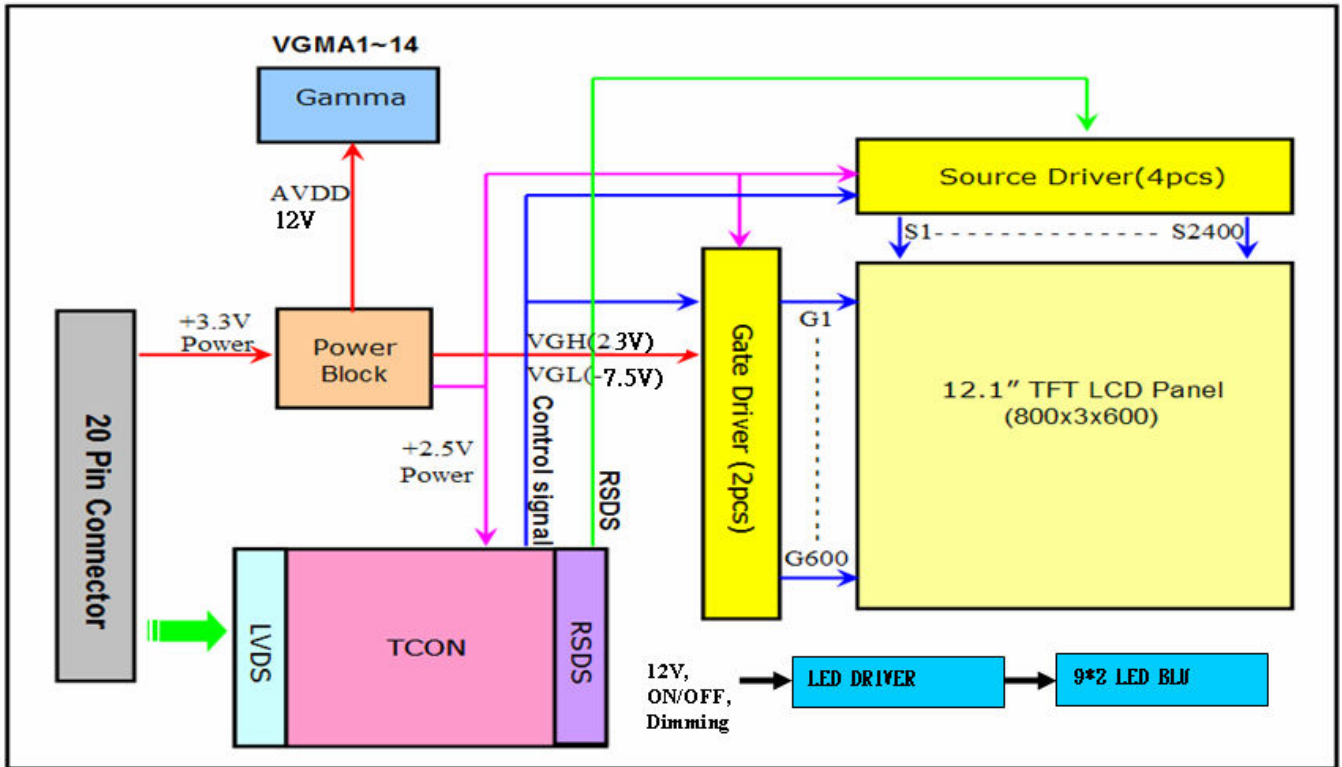 VGMA1~14
Gamma
AVDD
12V
Source Driver(4pcs)
S1
S2400
+3.3V
Power
Power
Block
VGH(23V)
VGL(-7.5V)
G1
Gate Driver (2pcs)
12.1" TFT LCD Panel
(800x3x600)
20 Pin Connector
+2.5V
Power
Control signal
RSDS
G600
LVDS
TCON
RSDS
12V,
ON/OFF,
Dimming
LED DRIVER
9*2 LED BLU